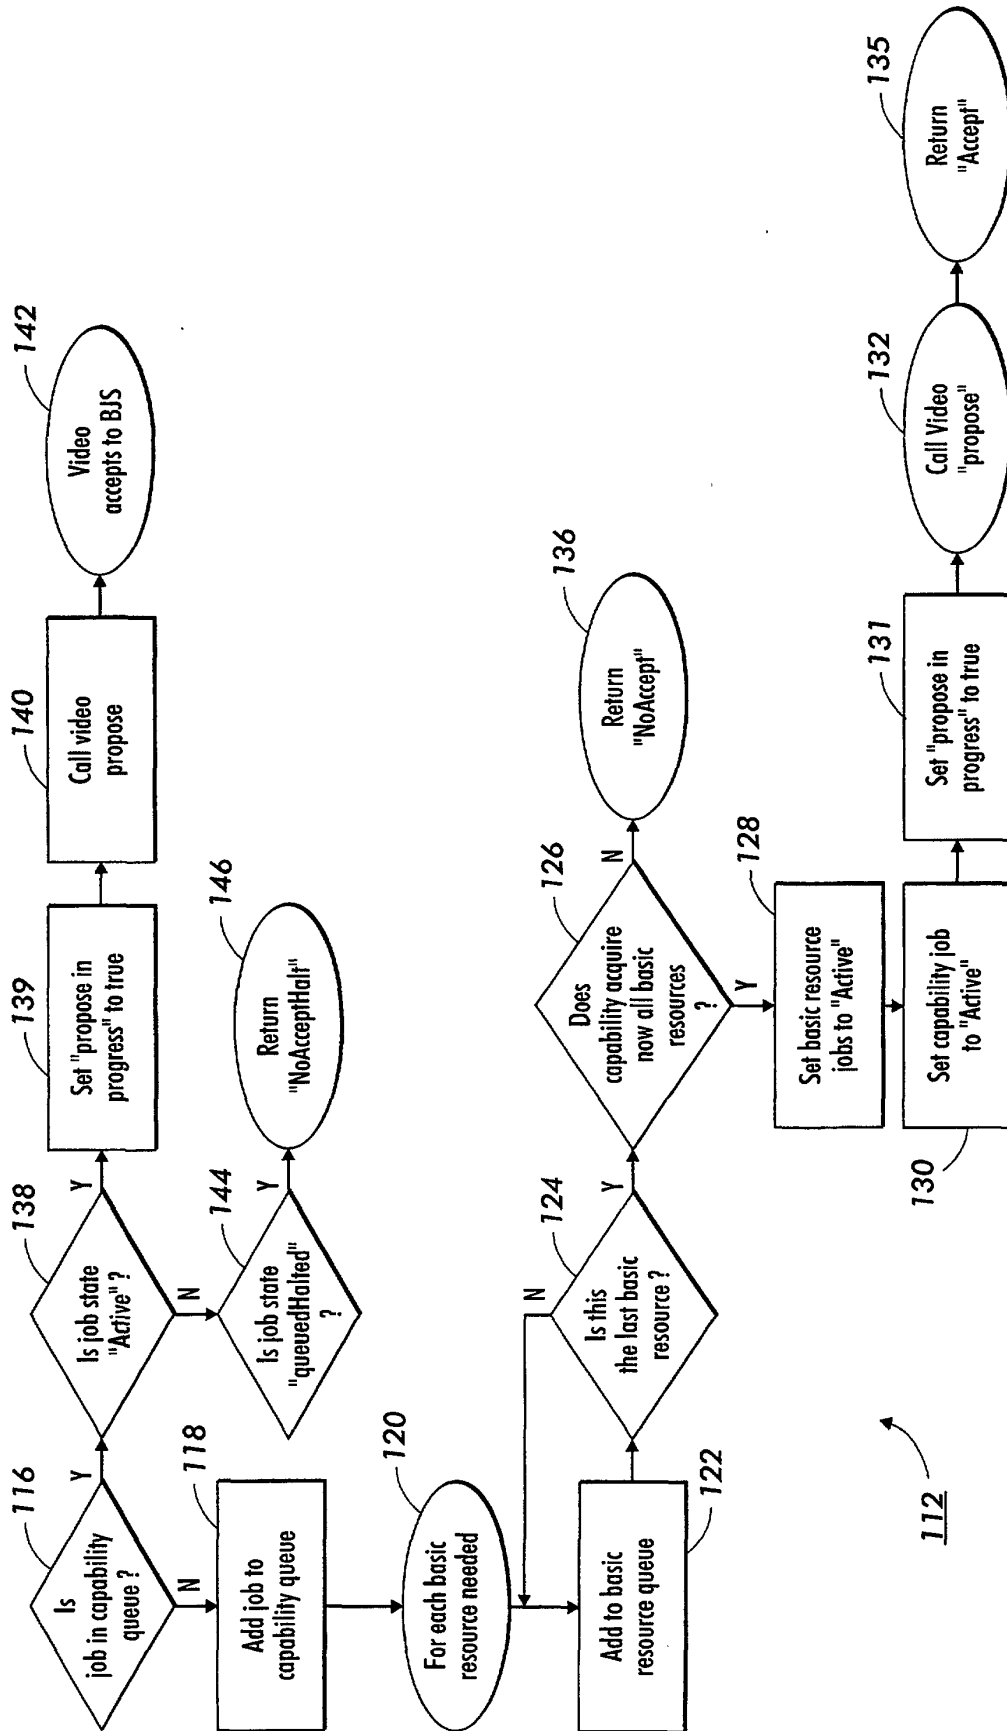 116
Is
job in capability
queue ?
Y
N
138
Is job state
"Active" ?
Y
N
139
Set "propose in
progress" to true
140
Call video
propose
142
Video
accepts to BJS
144
Is job state
"queuedHalted"
?
Y
146
Return
"NoAcceptHalt"
118
Add job to
capability queue
120
For each basic
resource needed
122
Add to basic
resource queue
124
Is this
the last basic
resource ?
N
Y
126
Does
capability acquire
now all basic
resources
?
N
Y
136
Return
"NoAccept"
128
Set basic resource
jobs to "Active"
130
Set capability job
to "Active"
131
Set "propose in
progress" to true
132
Call Video
"propose"
135
Return
"Accept"
112